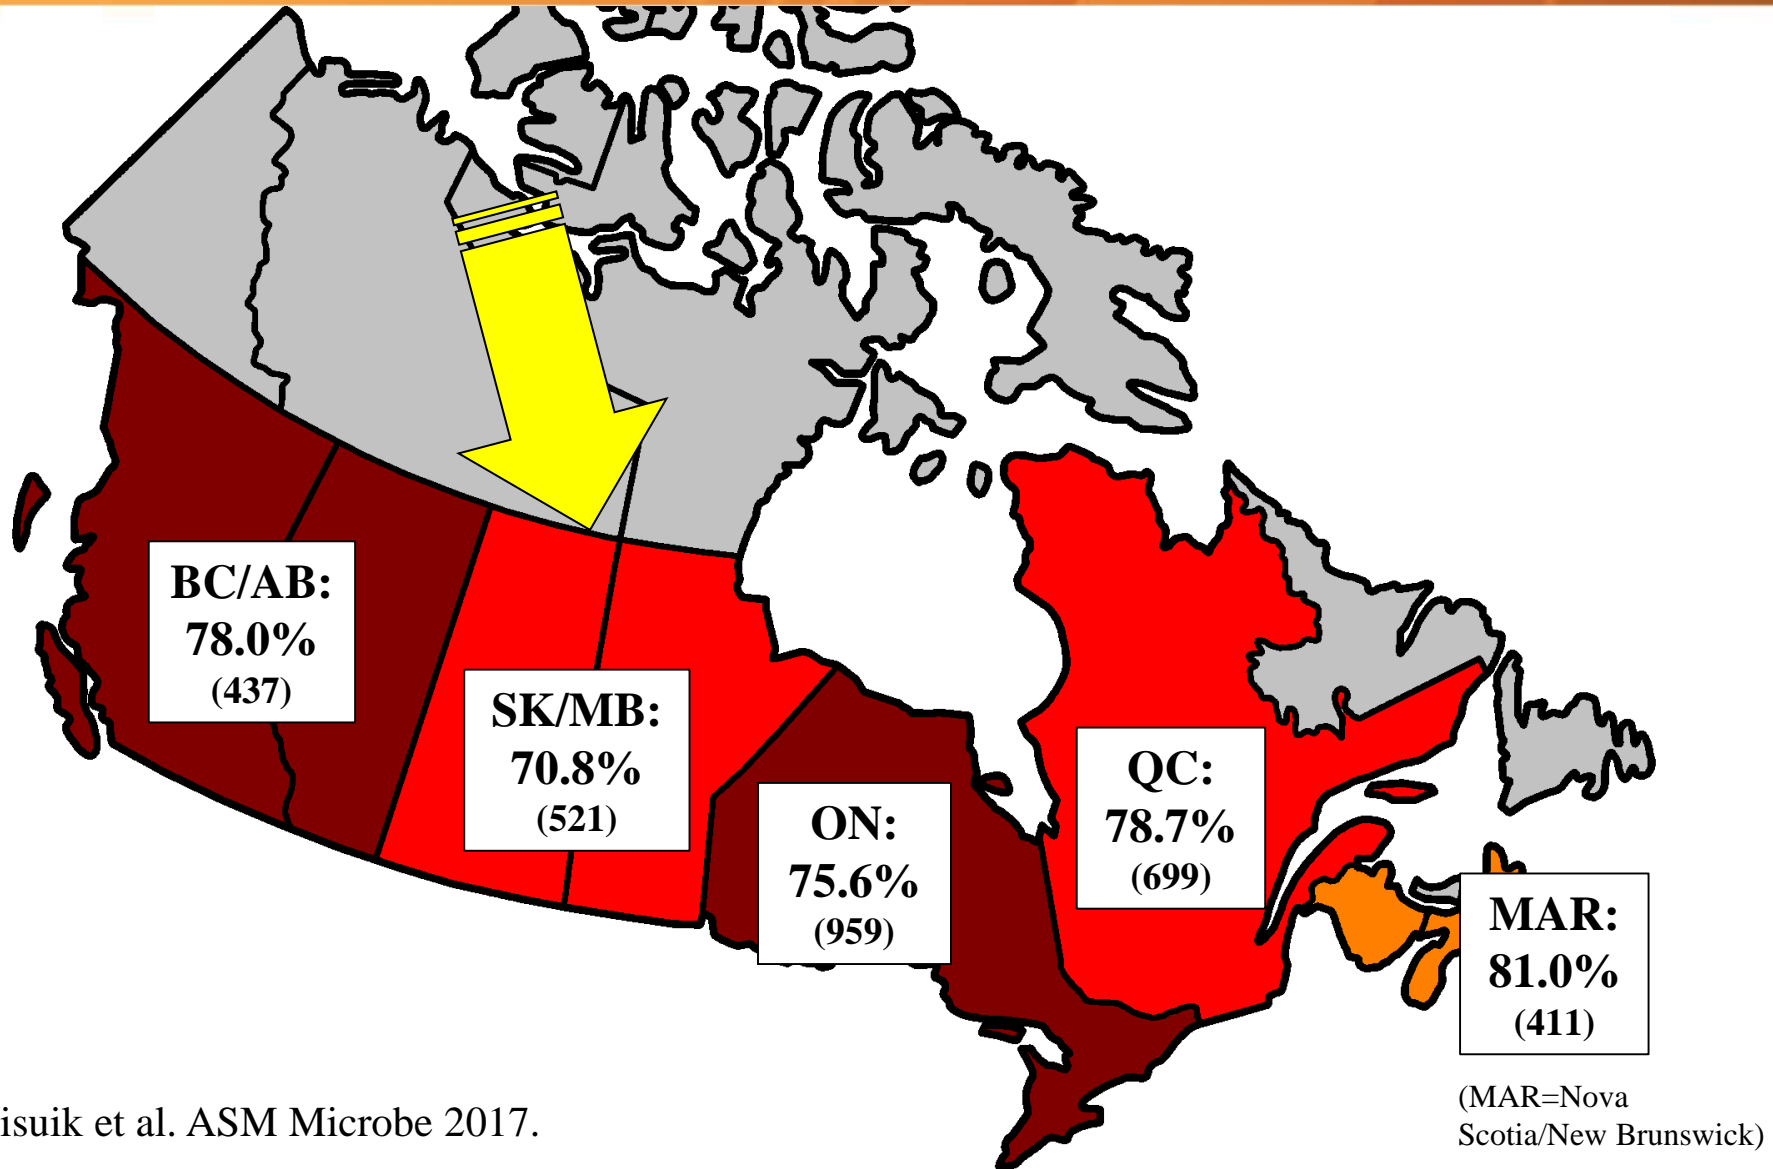 BC/AB:
78.0%
(437)
SK/MB:
70.8%
(521)
ON:
75.6%
(959)
QC:
78.7%
(699)
MAR:
81.0%
(411)
(MAR=Nova
Scotia/New Brunswick)
isuik et al. ASM Microbe 2017.